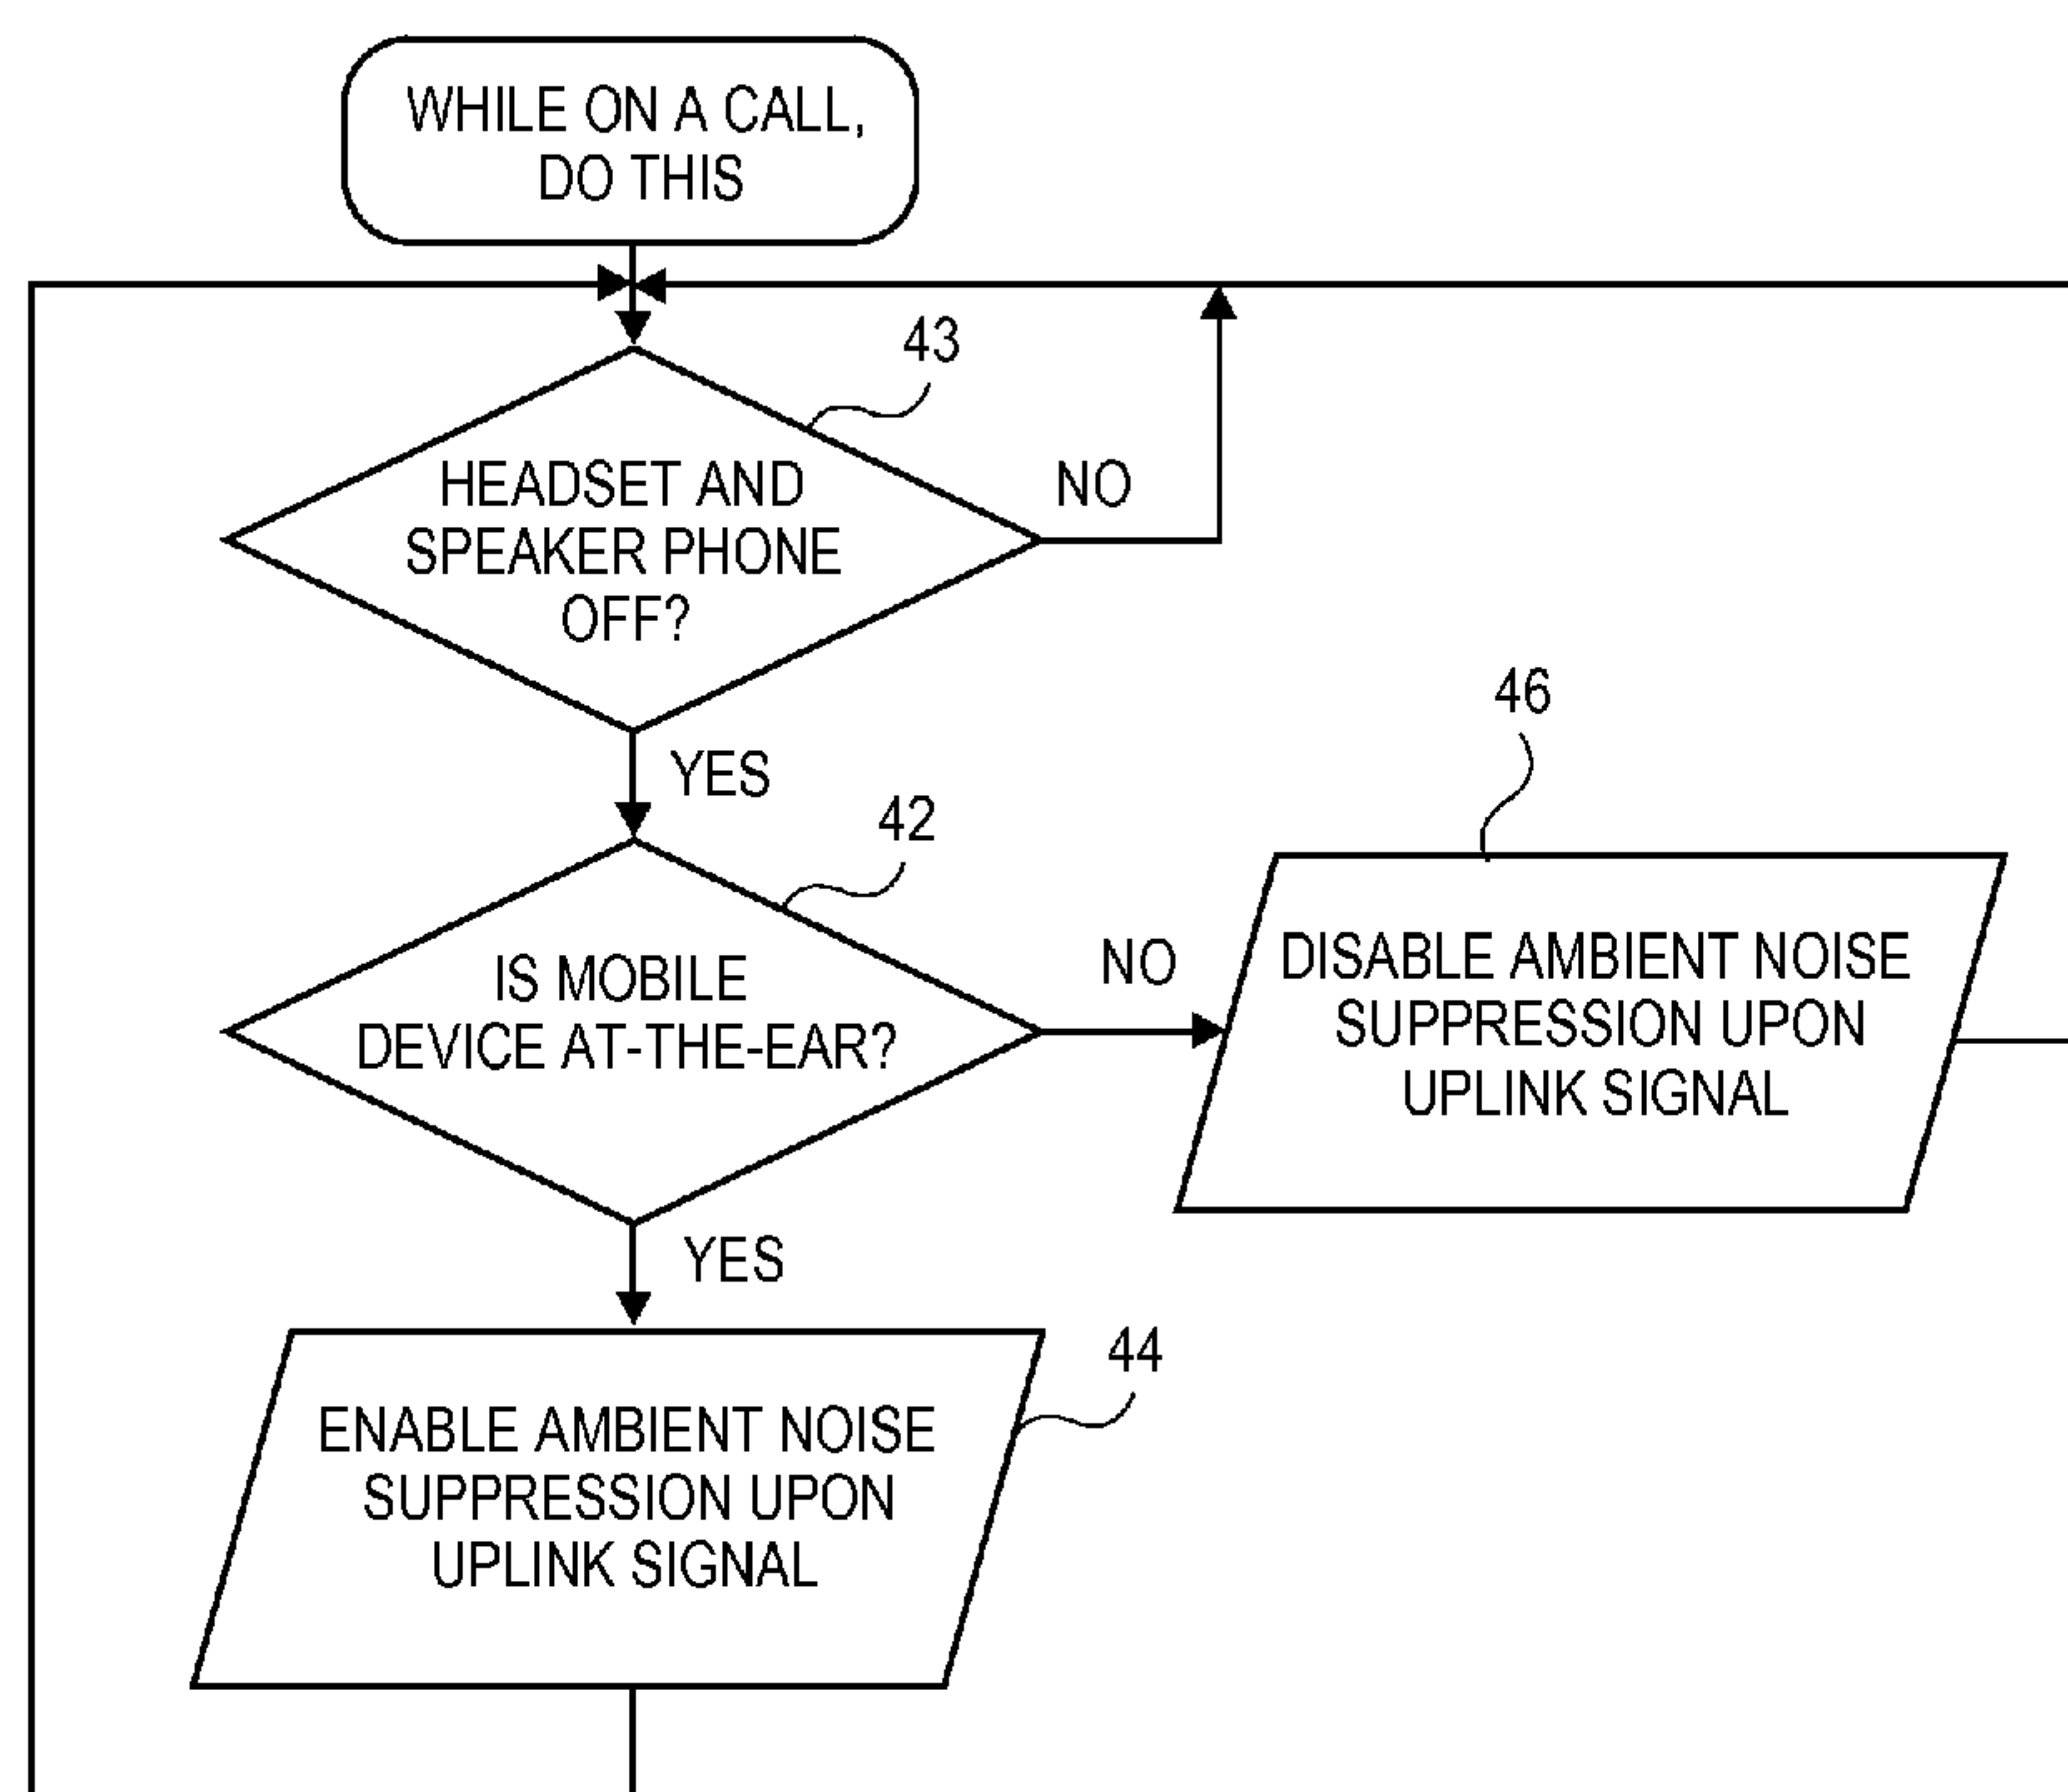 WHILE ON A CALL,
DO THIS
43
HEADSET AND
SPEAKER PHONE
OFF?
NO
YES
42
IS MOBILE
DEVICE AT-THE-EAR?
NO
46
DISABLE AMBIENT NOISE
SUPPRESSION UPON
UPLINK SIGNAL
YES
44
ENABLE AMBIENT NOISE
SUPPRESSION UPON
UPLINK SIGNAL